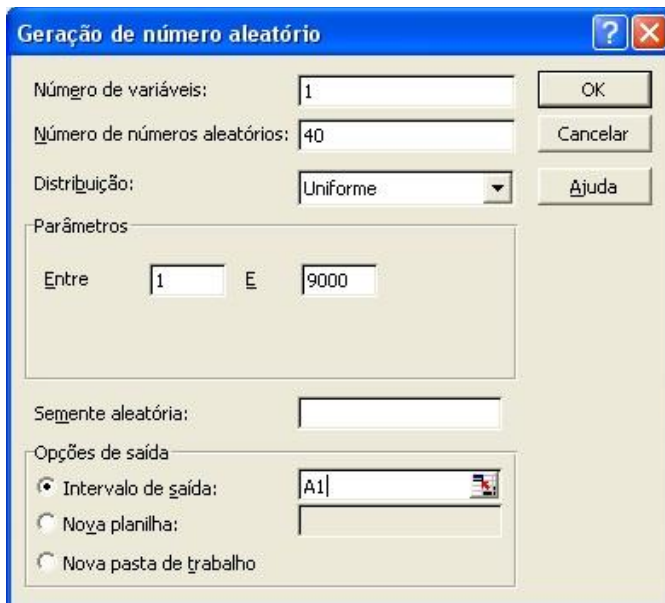 Geração de número aleatório
Número de variáveis: 1 OK
Número de números aleatórios: 40 Cancelar
Distribuição: Uniforme Ajuda
Parâmetros
Entre 1 E 9000
Semente aleatória:
Opções de saída
Intervalo de saída: A1
Nova planilha:
Nova pasta de trabalho